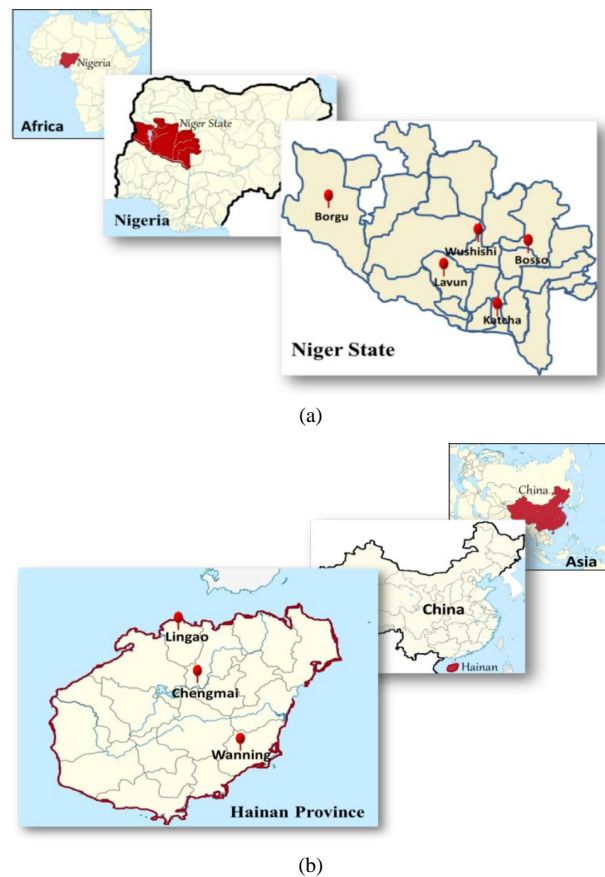 Nigeria
Africa
Niger State
Nigeria
Borgu
Wushishi
Bosso
Lavun
Katcha
Niger State
(a)
China
Asia
China
Hainan
Lingao
Chengmai
Wanning
Hainan Province
(b)